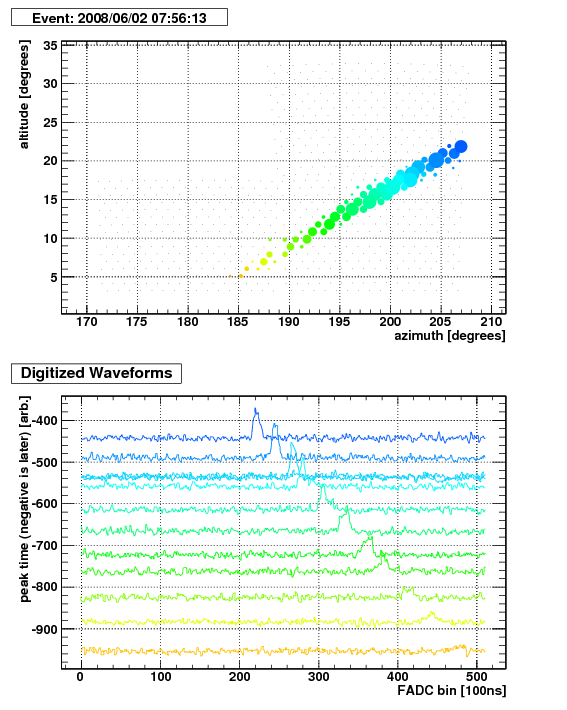 Event: 2008/06/02 07:56:13
altitude [degrees]
35
30
25
20
15
10
5
170 175 180 185 190 195 200 205 210
azimuth [degrees]
Digitized Waveforms
peak time (negative is later) [arb.]
-400
-500
-600
-700
-800
-900
0 100 200 300 400 500
FADC bin [100ns]